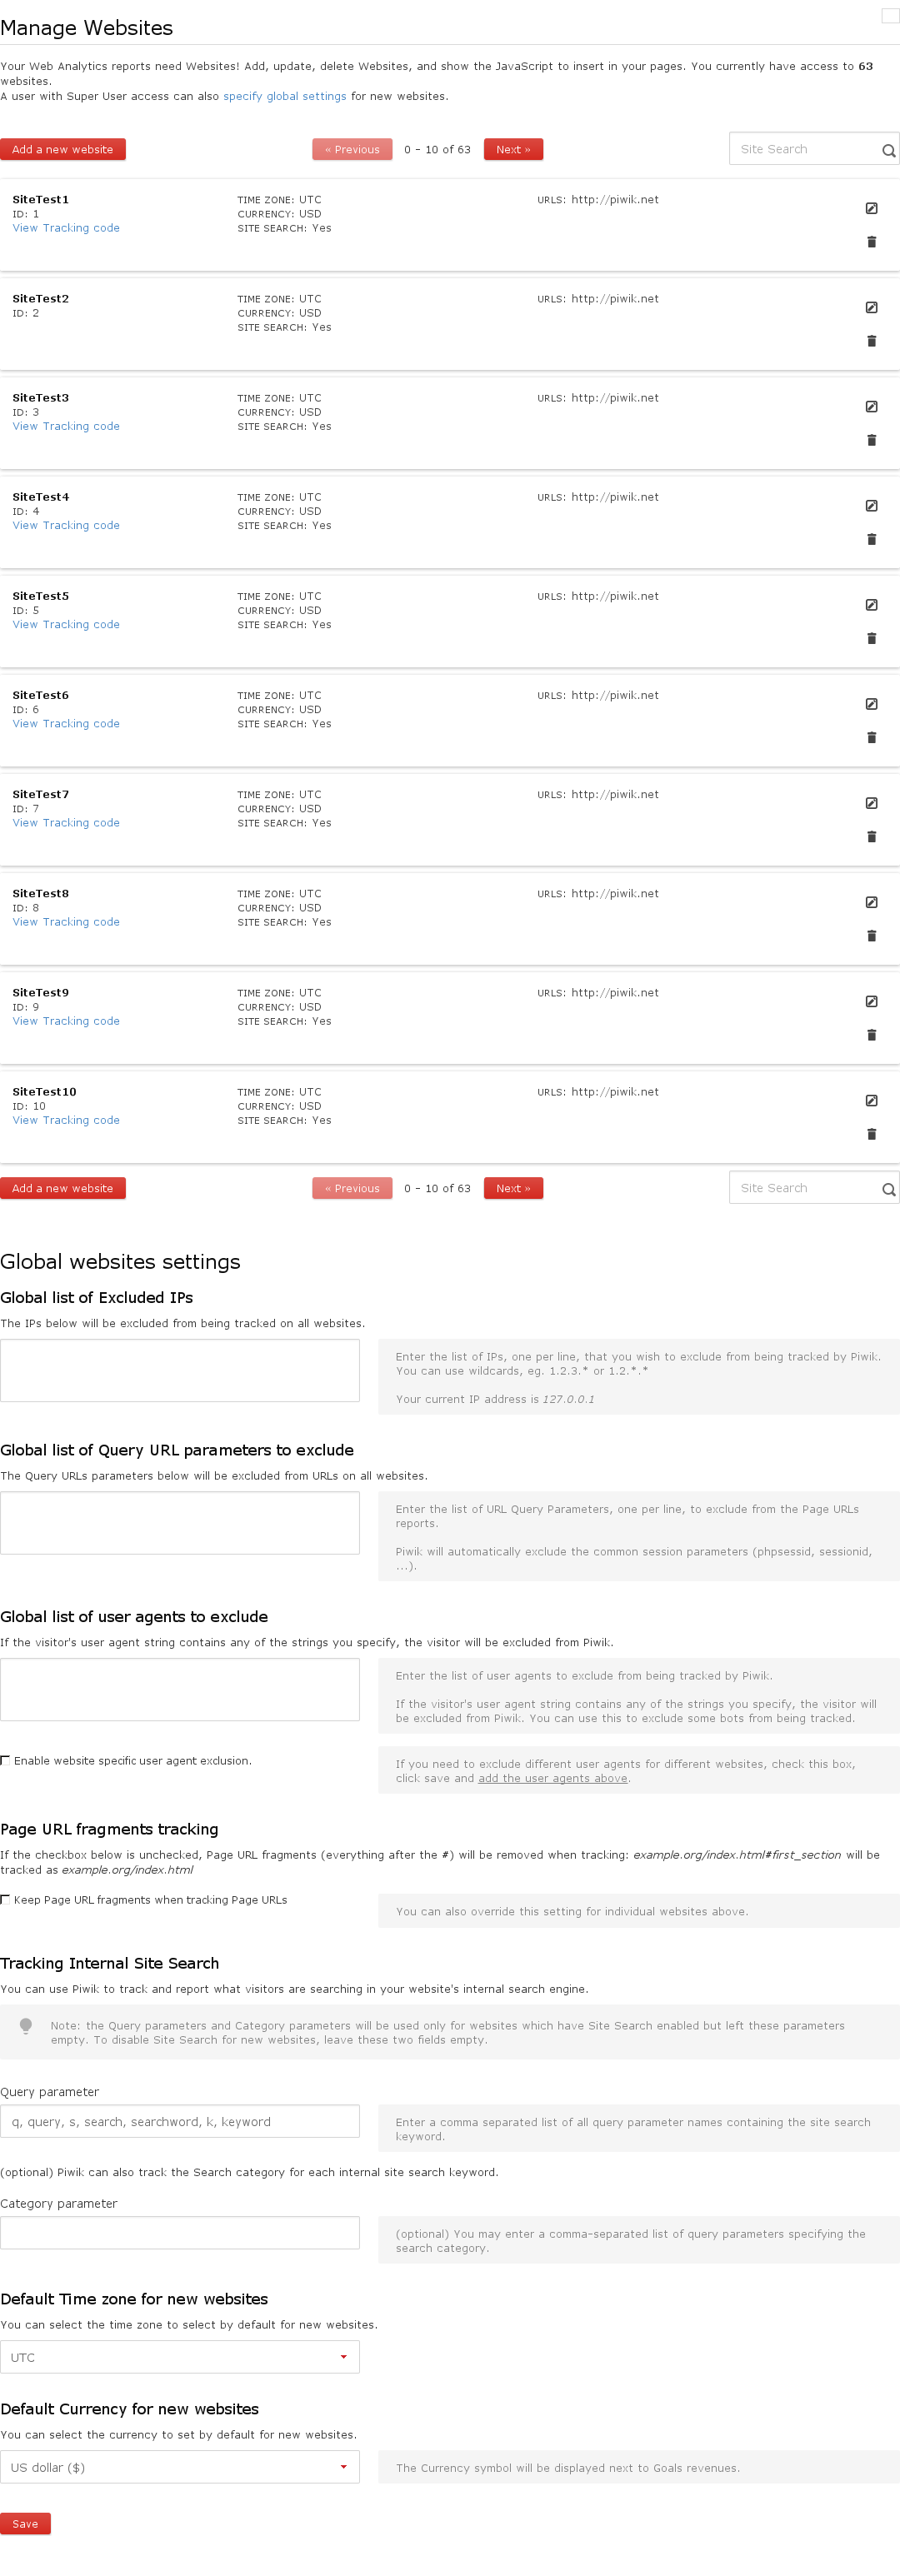 Manage Websites
Your Web Analytics reports need Websites! Add, update, delete Websites, and show the JavaScript to insert in your pages. You currently have access to 63
websites.
A user with Super User access can also specify global settings for new websites.
Add a new website « Previous 0 - 10 of 63 Next » Site Search
SiteTest1 TIME ZONE: UTC URLS: http://piwik.net
ID: 1 CURRENCY: USD
View Tracking code SITE SEARCH: Yes
SiteTest2 TIME ZONE: UTC URLS: http://piwik.net
ID: 2 CURRENCY: USD
SITE SEARCH: Yes
SiteTest3 TIME ZONE: UTC URLS: http://piwik.net
ID: 3 CURRENCY: USD
View Tracking code SITE SEARCH: Yes
SiteTest4 TIME ZONE: UTC URLS: http://piwik.net
ID: 4 CURRENCY: USD
View Tracking code SITE SEARCH: Yes
SiteTest5 TIME ZONE: UTC URLS: http://piwik.net
ID: 5 CURRENCY: USD
View Tracking code SITE SEARCH: Yes
SiteTest6 TIME ZONE: UTC URLS: http://piwik.net
ID: 6 CURRENCY: USD
View Tracking code SITE SEARCH: Yes
SiteTest7 TIME ZONE: UTC URLS: http://piwik.net
ID: 7 CURRENCY: USD
View Tracking code SITE SEARCH: Yes
SiteTest8 TIME ZONE: UTC URLS: http://piwik.net
ID: 8 CURRENCY: USD
View Tracking code SITE SEARCH: Yes
SiteTest9 TIME ZONE: UTC URLS: http://piwik.net
ID: 9 CURRENCY: USD
View Tracking code SITE SEARCH: Yes
SiteTest10 TIME ZONE: UTC URLS: http://piwik.net
ID: 10 CURRENCY: USD
View Tracking code SITE SEARCH: Yes
Add a new website « Previous 0 - 10 of 63 Next » Site Search
Global websites settings
Global list of Excluded IPs
The IPs below will be excluded from being tracked on all websites.
Enter the list of IPs, one per line, that you wish to exclude from being tracked by Piwik.
You can use wildcards, eg. 1.2.3.* or 1.2.*.*
Your current IP address is 127.0.0.1
Global list of Query URL parameters to exclude
The Query URLs parameters below will be excluded from URLs on all websites.
Enter the list of URL Query Parameters, one per line, to exclude from the Page URLs
reports.
Piwik will automatically exclude the common session parameters (phpsessid, sessionid,
...).
Global list of user agents to exclude
If the visitor's user agent string contains any of the strings you specify, the visitor will be excluded from Piwik.
Enter the list of user agents to exclude from being tracked by Piwik.
If the visitor's user agent string contains any of the strings you specify, the visitor will
be excluded from Piwik. You can use this to exclude some bots from being tracked.
Enable website specific user agent exclusion.
If you need to exclude different user agents for different websites, check this box,
click save and add the user agents above.
Page URL fragments tracking
If the checkbox below is unchecked, Page URL fragments (everything after the #) will be removed when tracking: example.org/index.html#first_section will be
tracked as example.org/index.html
Keep Page URL fragments when tracking Page URLs
You can also override this setting for individual websites above.
Tracking Internal Site Search
You can use Piwik to track and report what visitors are searching in your website's internal search engine.
Note: the Query parameters and Category parameters will be used only for websites which have Site Search enabled but left these parameters
empty. To disable Site Search for new websites, leave these two fields empty.
Query parameter
q, query, s, search, searchword, k, keyword
Enter a comma separated list of all query parameter names containing the site search
keyword.
(optional) Piwik can also track the Search category for each internal site search keyword.
Category parameter
(optional) You may enter a comma-separated list of query parameters specifying the
search category.
Default Time zone for new websites
You can select the time zone to select by default for new websites.
UTC
Default Currency for new websites
You can select the currency to set by default for new websites.
US dollar ($)
The Currency symbol will be displayed next to Goals revenues.
Save